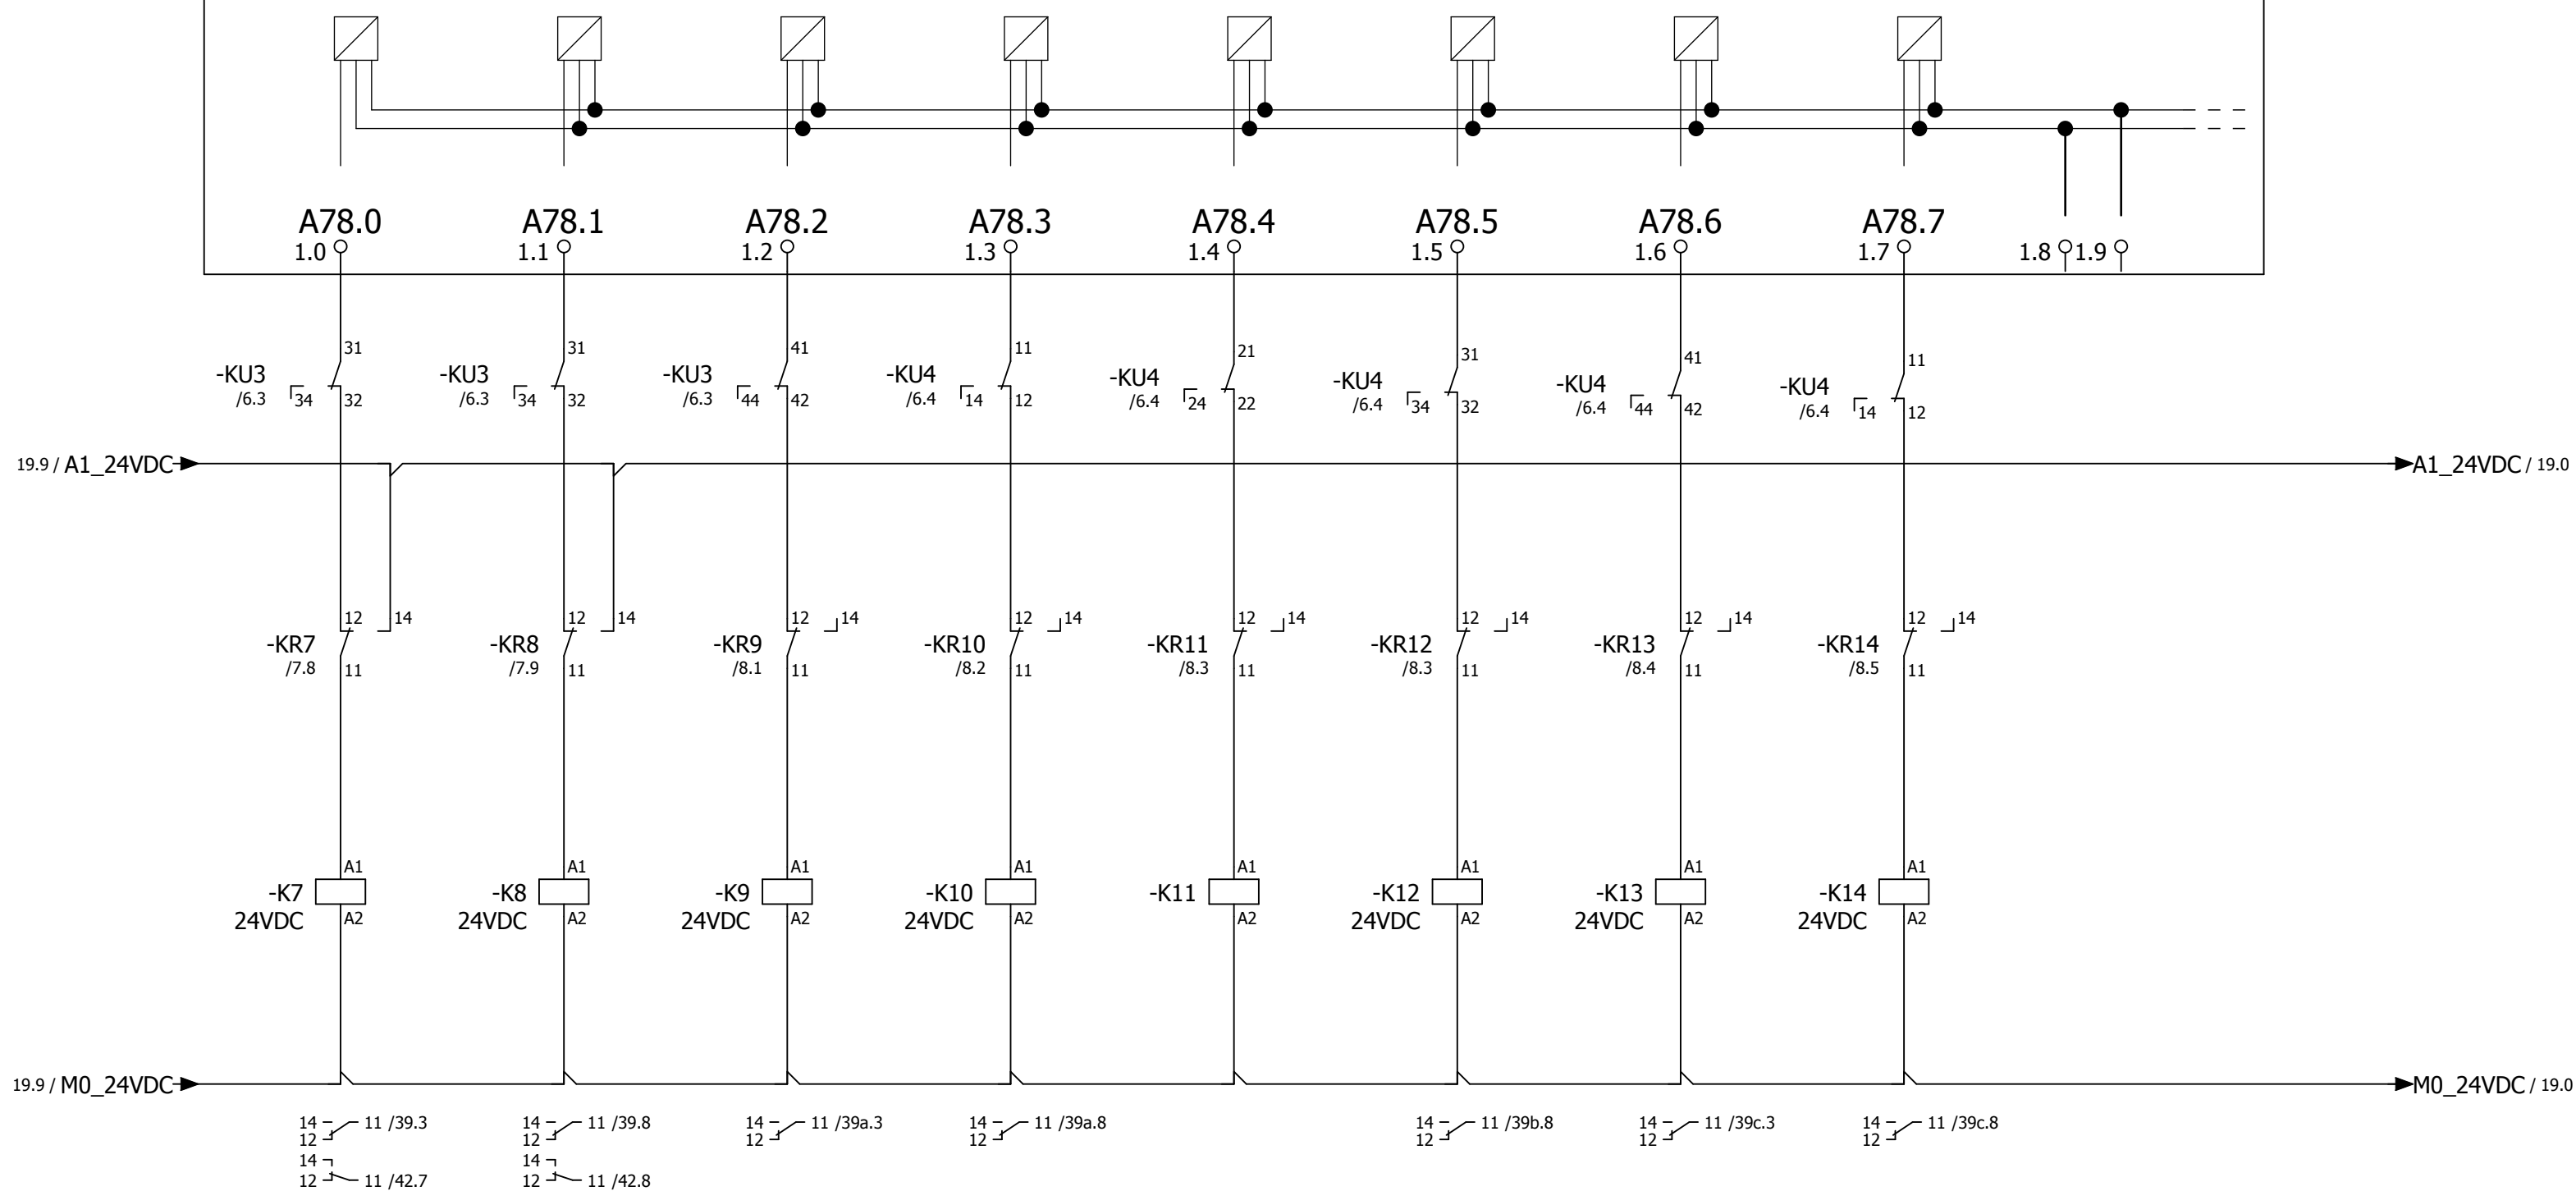 A78.0 A78.1 A78.2 A78.3 A78.4 A78.5 A78.6 A78.7
1.0 1.1 1.2 1.3 1.4 1.5 1.6 1.7 1.8 1.9
31 31 41 11 21 31 41 11
-KU3 -KU3 -KU3 -KU4 -KU4 -KU4 -KU4 -KU4
/6.3 34 32 /6.3 34 32 /6.3 44 42 /6.4 14 12 /6.4 24 22 /6.4 34 32 /6.4 44 42 /6.4 14 12
19.9 / A1_24VDC A1_24VDC / 19.0
12 14 12 14 12 14 12 14 12 14 12 14 12 14 12 14
-KR7 -KR8 -KR9 -KR10 -KR11 -KR12 -KR13 -KR14
/7.8 11 /7.9 11 /8.1 11 /8.2 11 /8.3 11 /8.3 11 /8.4 11 /8.5 11
A1 A1 A1 A1 A1 A1 A1 A1
-K7 -K8 -K9 -K10 -K11 -K12 -K13 -K14
24VDC A2 24VDC A2 24VDC A2 24VDC A2 A2 24VDC A2 24VDC A2 24VDC A2
19.9 / M0_24VDC M0_24VDC / 19.0
14 11 /39.3 14 11 /39.8 14 11 /39a.3 14 11 /39a.8 14 11 /39b.8 14 11 /39c.3 14 11 /39c.8
12 12 12 12 12 12 12
14 14
12 11 /42.7 12 11 /42.8